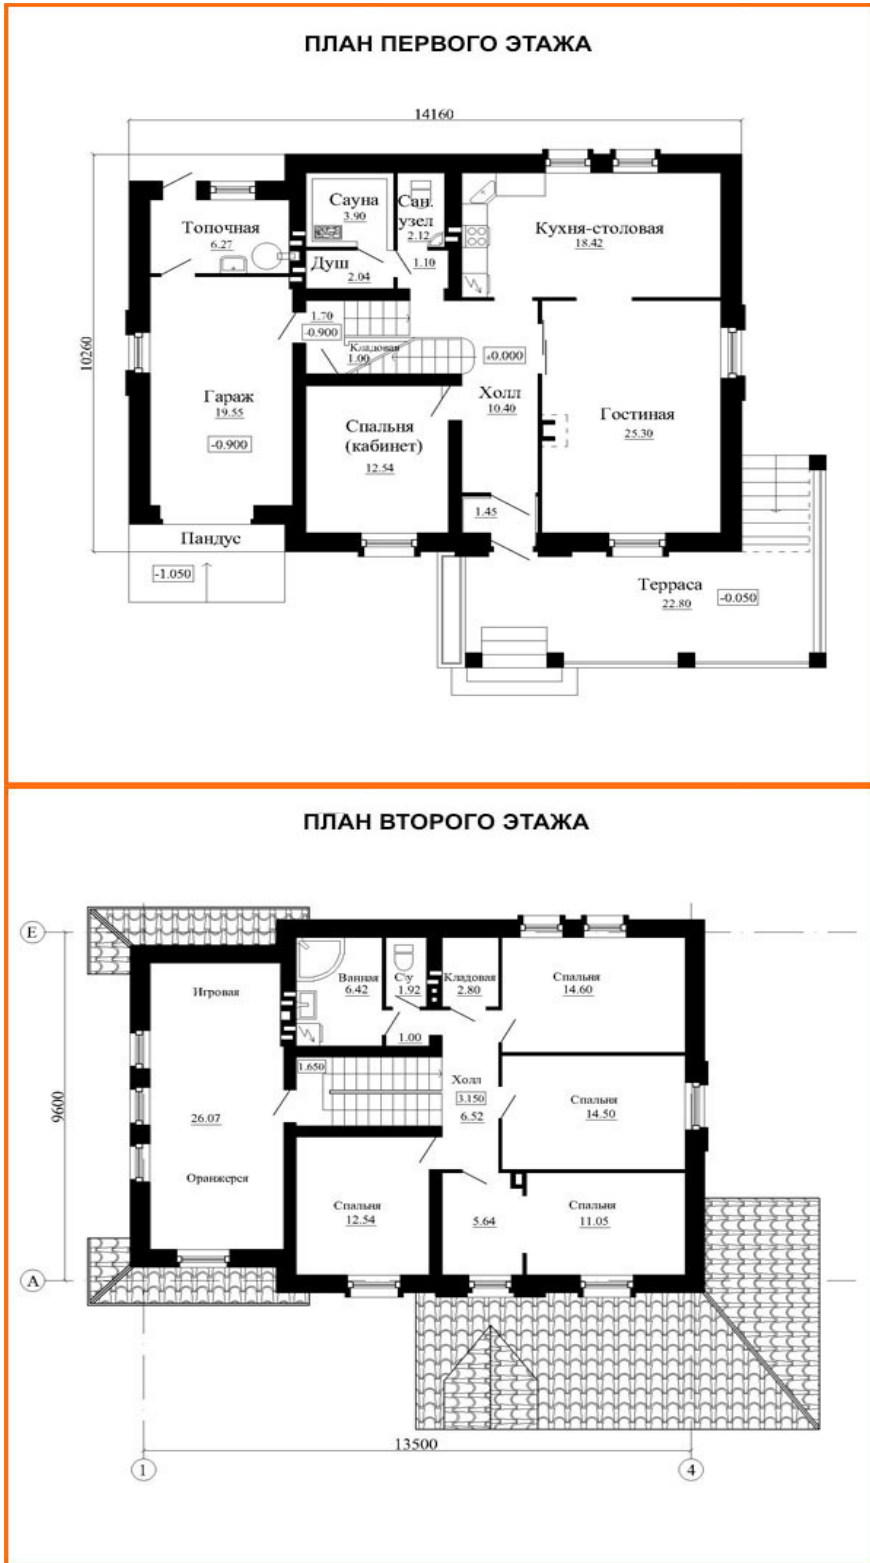 ПЛАН ПЕРВОГО ЭТАЖА
14160
10260
Сауна
3.90
Сан.
узел
2.12
Топочная
6.27
Кухня-столовая
18.42
Душ
2.04
1.10
1.70
-0.900
Кладовая
1.00
±0.000
Холл
10.40
Гараж
19.55
-0.900
Спальня
(кабинет)
12.54
Гостиная
25.30
1.45
Пандус
-1.050
Терраса
22.80
-0.050
ПЛАН ВТОРОГО ЭТАЖА
Е
9600
Игровая
Ванная
6.42
С\у
1.92
Кладовая
2.80
Спальня
14.60
1.00
1.650
Холл
3.150
6.52
Спальня
14.50
26.07
Оранжерея
Спальня
12.54
5.64
Спальня
11.05
А
13500
1
4